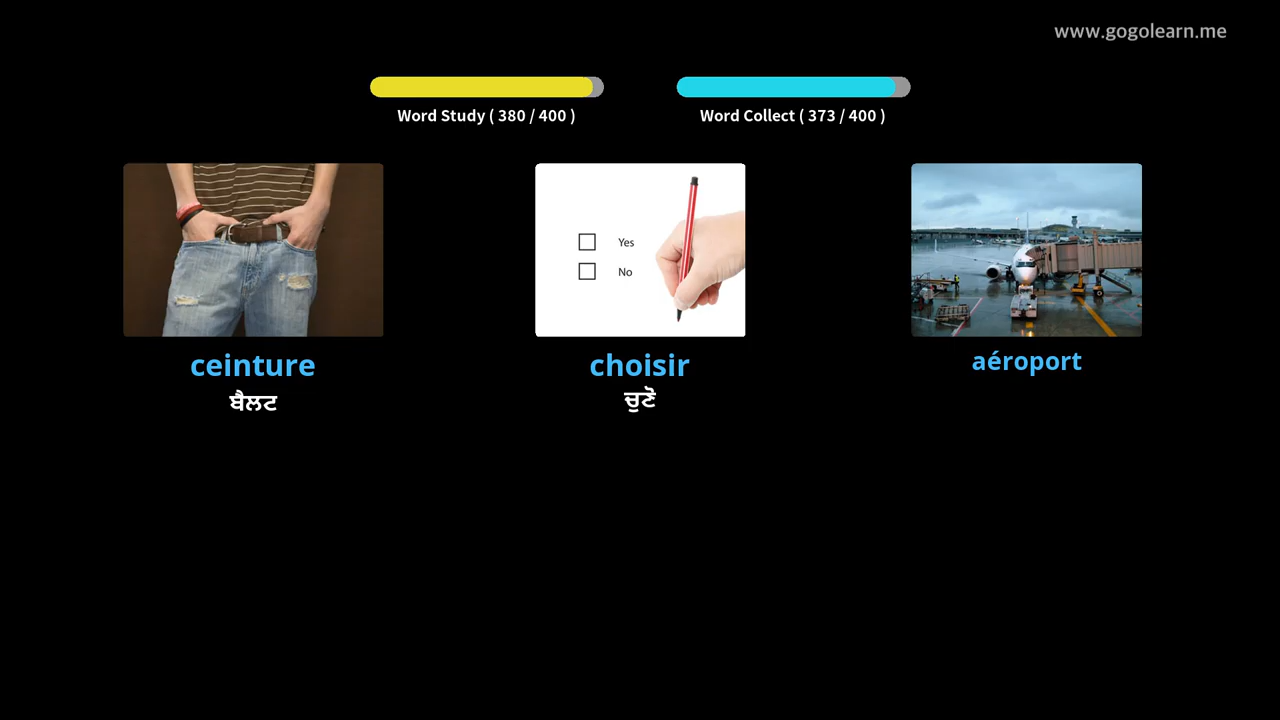 www.gogolearn.me
Word Study ( 380 / 400 )
Word Collect ( 373 / 400 )
Yes
No
ceinture
ਬੈਲਟ
choisir
ਚੁਣੋ
aéroport